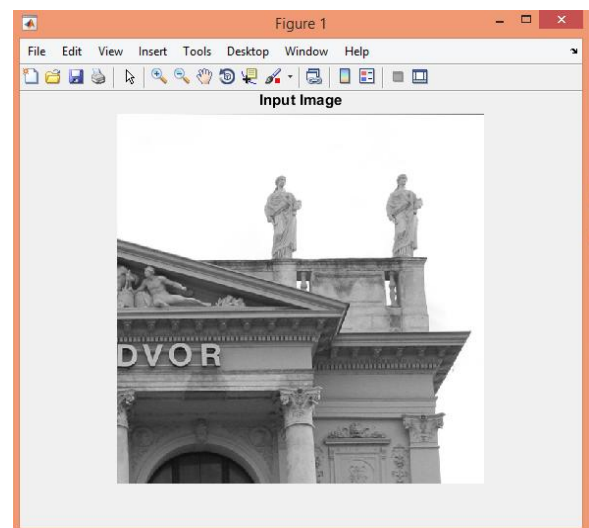 Figure 1
File Edit View Insert Tools Desktop Window Help
Input Image
DVOR